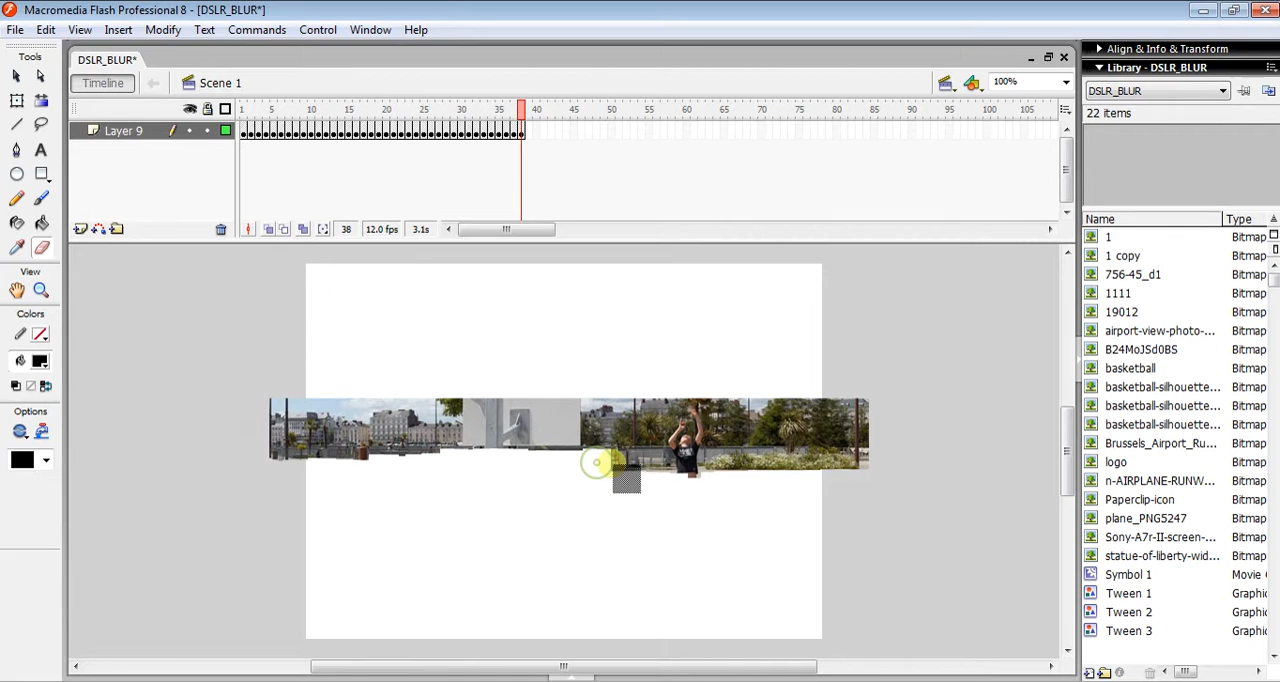 Macromedia Flash Professional 8 - [DSLR_BLUR*]
File Edit View Insert Modify Text Commands Control Window Help
Tools
DSLR_BLUR*
Timeline
Scene 1
100%
1 5 10 15 20 25 30 35 40 45 50 55 60 65 70 75 80 85 90 95 100 105
Layer 9
38 12.0 fps 3.1s
View
Colors
Options
Align & Info & Transform
Library - DSLR_BLUR
DSLR_BLUR
22 items
Name Type
1 Bitmap
1 copy Bitmap
756-45_d1 Bitmap
1111 Bitmap
19012 Bitmap
airport-view-photo-... Bitmap
B24MoJSd0BS Bitmap
basketball Bitmap
basketball-silhouette... Bitmap
basketball-silhouette... Bitmap
basketball-silhouette... Bitmap
Brussels_Airport_Ru... Bitmap
logo Bitmap
n-AIRPLANE-RUNW... Bitmap
Paperclip-icon Bitmap
plane_PNG5247 Bitmap
Sony-A7r-II-screen-... Bitmap
statue-of-liberty-wid... Bitmap
Symbol 1 Movie C
Tween 1 Graphic
Tween 2 Graphic
Tween 3 Graphic